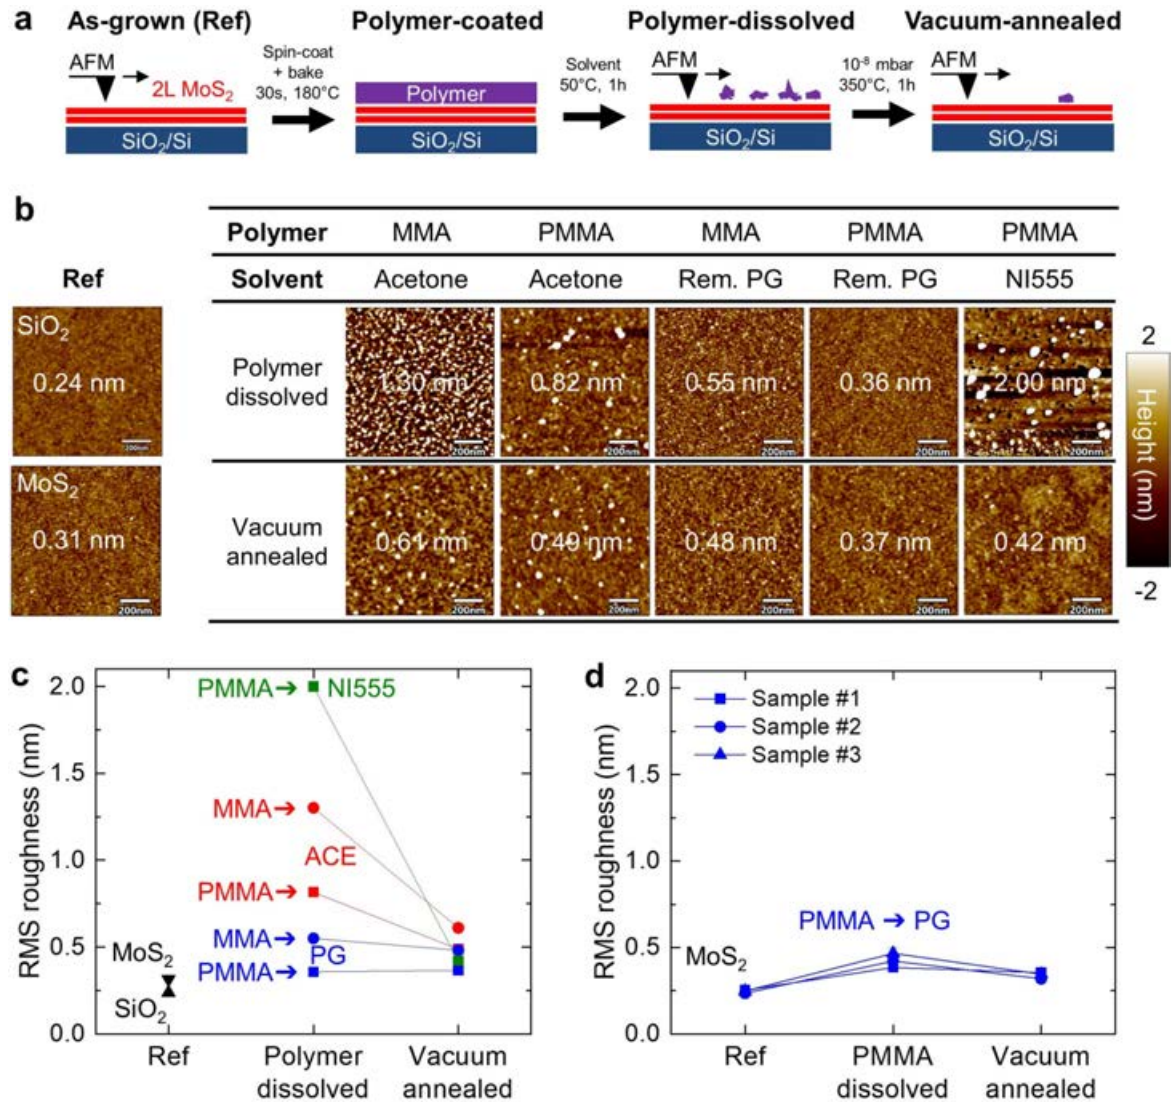 a
As-grown (Ref)
Polymer-coated
Polymer-dissolved
Vacuum-annealed
AFM
2L MoS₂
SiO₂/Si
Spin-coat
+ bake
30s, 180°C
Polymer
SiO₂/Si
Solvent
50°C, 1h
AFM
SiO₂/Si
10⁻⁸ mbar
350°C, 1h
AFM
SiO₂/Si
b
Polymer MMA PMMA MMA PMMA PMMA
Ref
Solvent Acetone Acetone Rem. PG Rem. PG NI555
SiO₂
0.24 nm
200nm
Polymer
dissolved
1.30 nm 0.82 nm 0.55 nm 0.36 nm 2.00 nm
200nm 200nm 200nm 200nm 200nm
MoS₂
0.31 nm
200nm
Vacuum
annealed
0.61 nm 0.49 nm 0.48 nm 0.37 nm 0.42 nm
200nm 200nm 200nm 200nm 200nm
2
Height (nm)
-2
c
RMS roughness (nm)
2.0
1.5
1.0
0.5
0.0
PMMA➔ NI555
MMA➔
ACE
PMMA➔
MMA➔
PG
PMMA➔
MoS₂
SiO₂
Ref
Polymer
dissolved
Vacuum
annealed
d
RMS roughness (nm)
2.0
1.5
1.0
0.5
0.0
Sample #1
Sample #2
Sample #3
PMMA ➔ PG
MoS₂
Ref
PMMA
dissolved
Vacuum
annealed